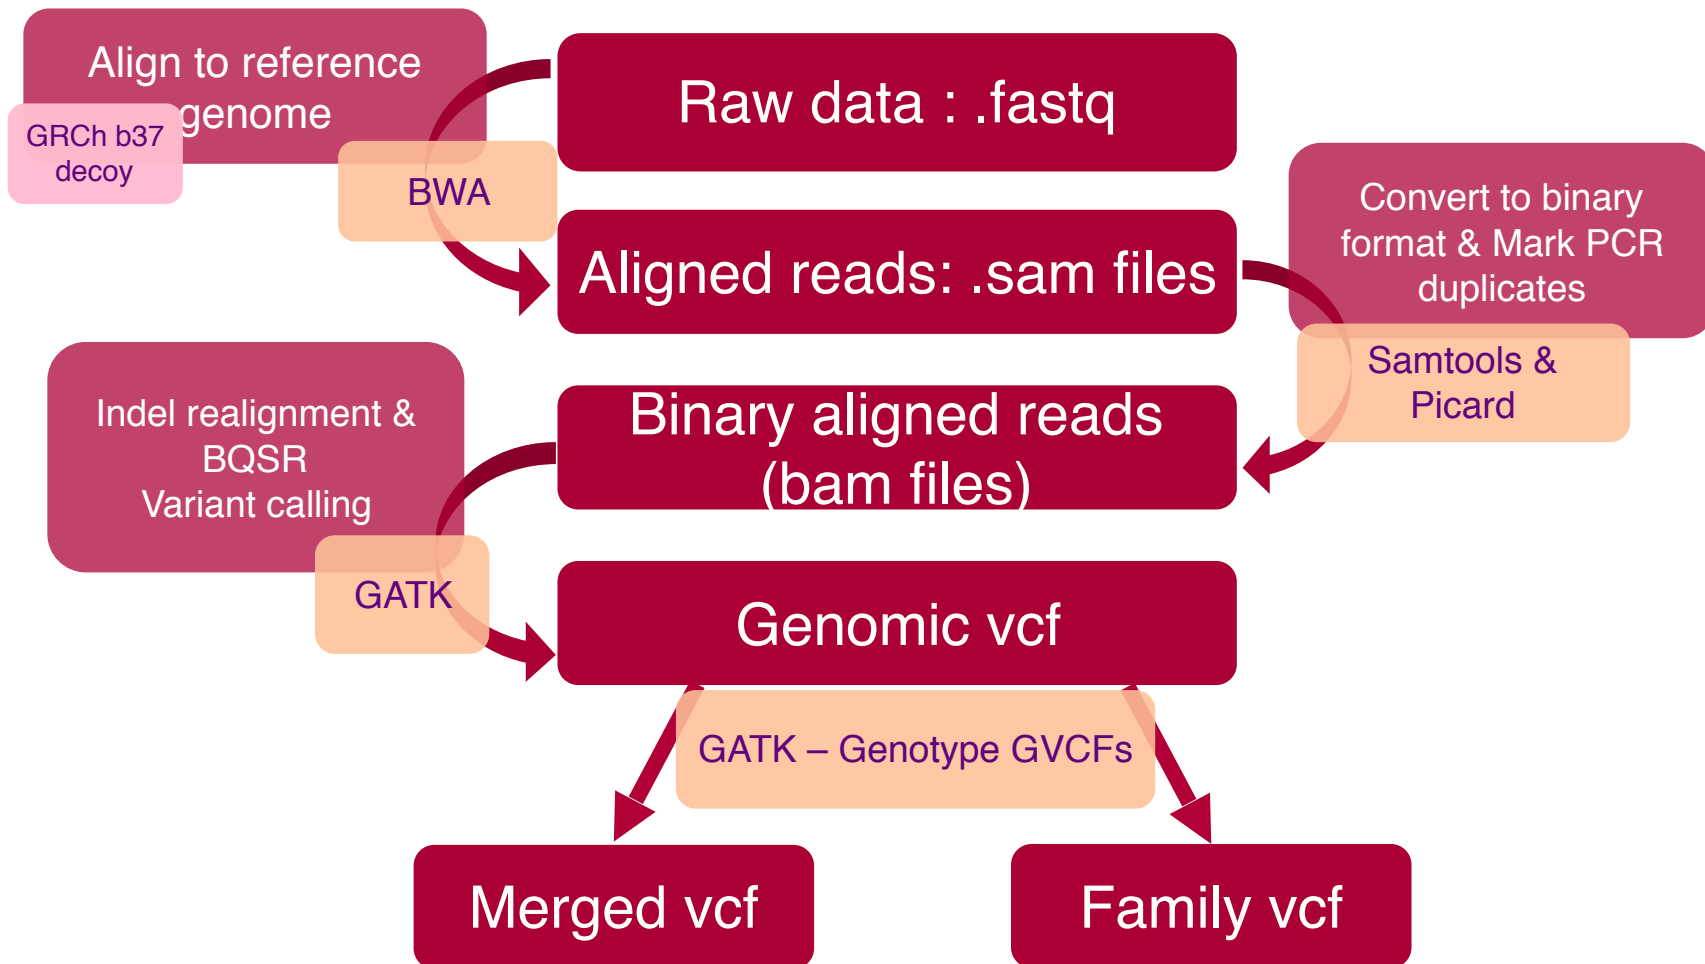 Align to reference
genome
GRCh b37
decoy
BWA
Raw data : .fastq
Aligned reads: .sam files
Convert to binary
format & Mark PCR
duplicates
Samtools &
Picard
Indel realignment &
BQSR
Variant calling
GATK
Binary aligned reads
(bam files)
Genomic vcf
GATK – Genotype GVCFs
Merged vcf
Family vcf